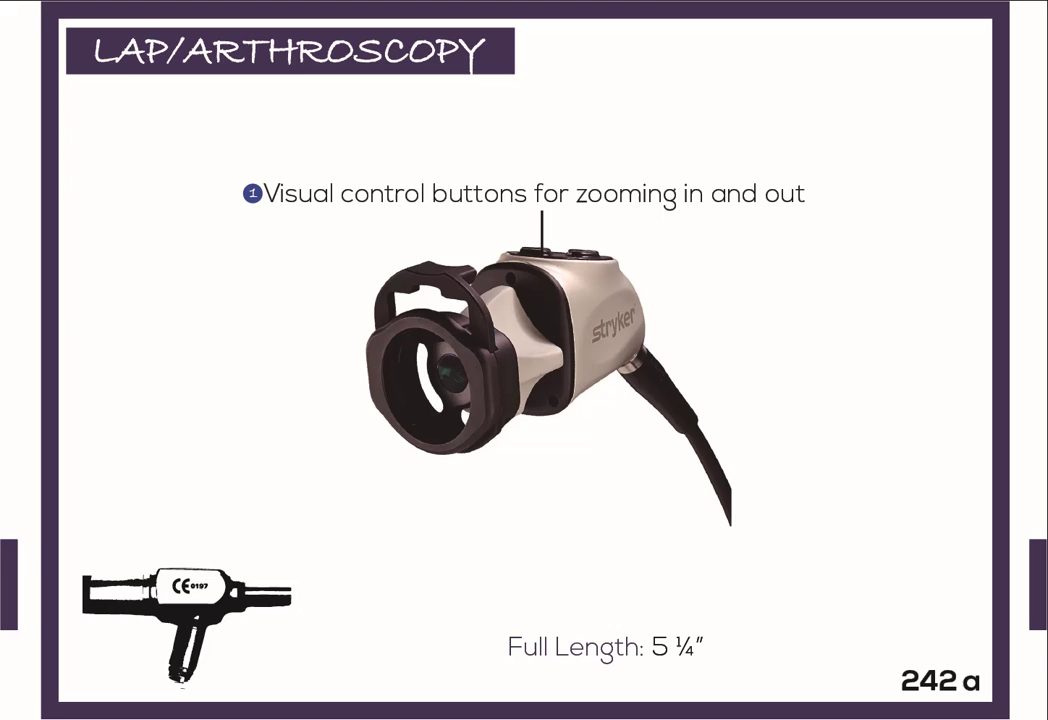 LAP/ARTHROSCOPY
1 Visual control buttons for zooming in and out
stryker
CE 0197
Full Length: 5 ¼”
242 a